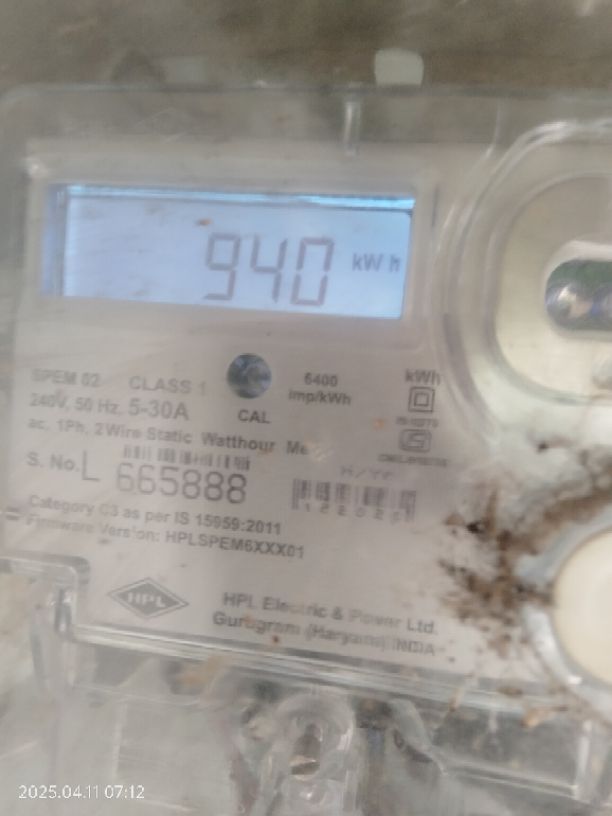 940 kWh
SPEM 02 CLASS 1
6400
imp/kWh
kWh
240V, 50 Hz, 5-30A
CAL
ac, 1Ph, 2Wire Static Watthour
S. No. L 665888
M/YY
Category C3 as per IS 15959:2011
Firmware Version: HPLSPEM6XXX01
HPL
HPL Electric & Power Ltd.
Gurugram (Haryana) INDIA
2025.04.11 07:12